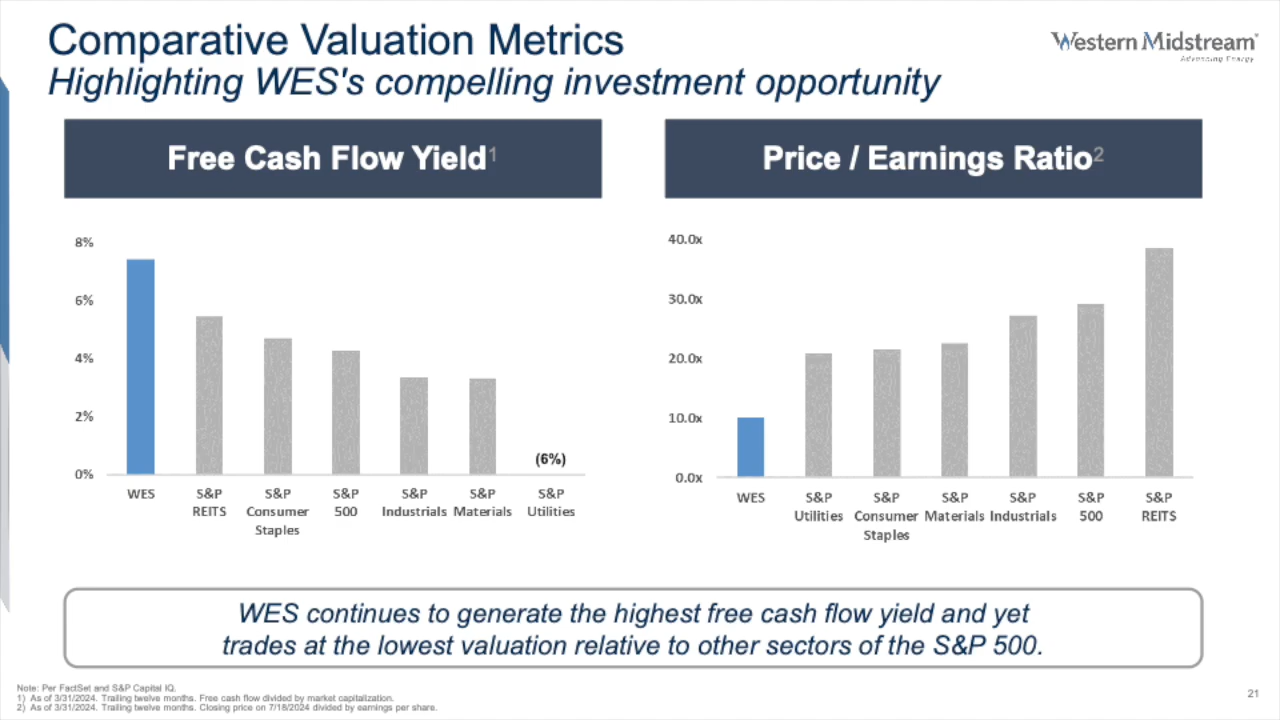 Comparative Valuation Metrics
Highlighting WES's compelling investment opportunity
Western Midstream
Advancing Energy
Free Cash Flow Yield1
8%
6%
4%
2%
0%
(6%)
WES
S&P REITS
S&P Consumer Staples
S&P 500
S&P Industrials
S&P Materials
S&P Utilities
Price / Earnings Ratio2
40.0x
30.0x
20.0x
10.0x
0.0x
WES
S&P Utilities
S&P Consumer Staples
S&P Materials
S&P Industrials
S&P 500
S&P REITS
WES continues to generate the highest free cash flow yield and yet
trades at the lowest valuation relative to other sectors of the S&P 500.
Note: Per FactSet and S&P Capital IQ.
1) As of 3/31/2024. Trailing twelve months. Free cash flow divided by market capitalization.
2) As of 3/31/2024. Trailing twelve months. Closing price on 7/18/2024 divided by earnings per share.
21